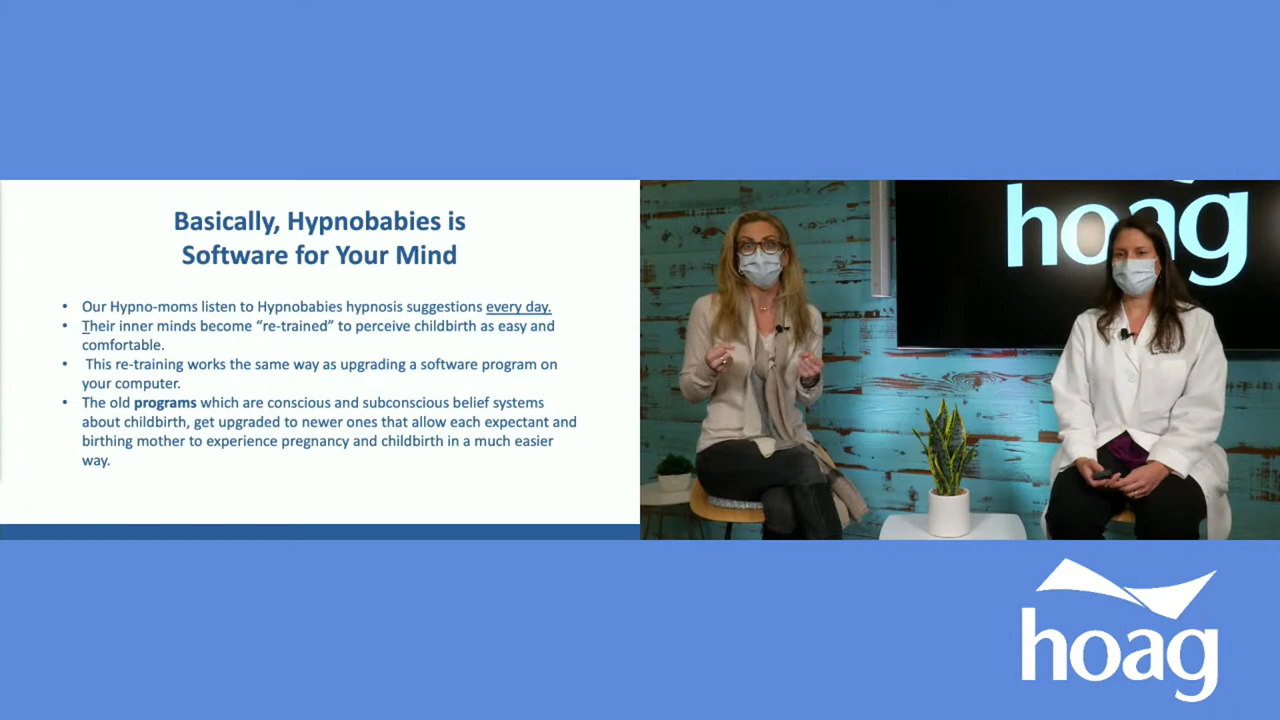 Basically, Hypnobabies is
Software for Your Mind
• Our Hypno-moms listen to Hypnobabies hypnosis suggestions every day.
• Their inner minds become “re-trained” to perceive childbirth as easy and
comfortable.
• This re-training works the same way as upgrading a software program on
your computer.
• The old programs which are conscious and subconscious belief systems
about childbirth, get upgraded to newer ones that allow each expectant and
birthing mother to experience pregnancy and childbirth in a much easier
way.
hoag
hoag